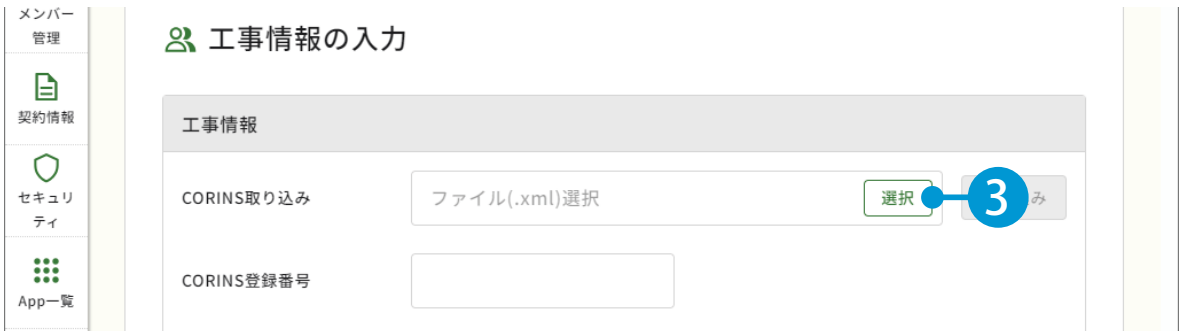 メンバー
管理
契約情報
セキュリ
ティ
App一覧
工事情報の入力
工事情報
CORINS取り込み
ファイル(.xml)選択
選択
3
み
CORINS登録番号